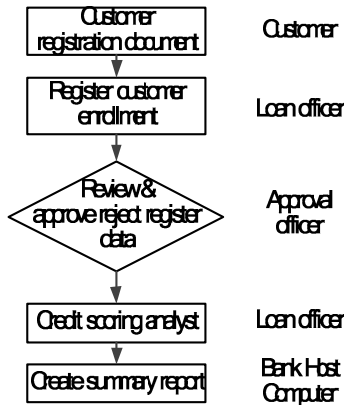 Customer
registration document
Customer
Register customer
enrollment
Loan officer
Review &
approve reject register
data
Approval
officer
Credit scoring analyst
Loan officer
Create summary report
Bank Host
Computer